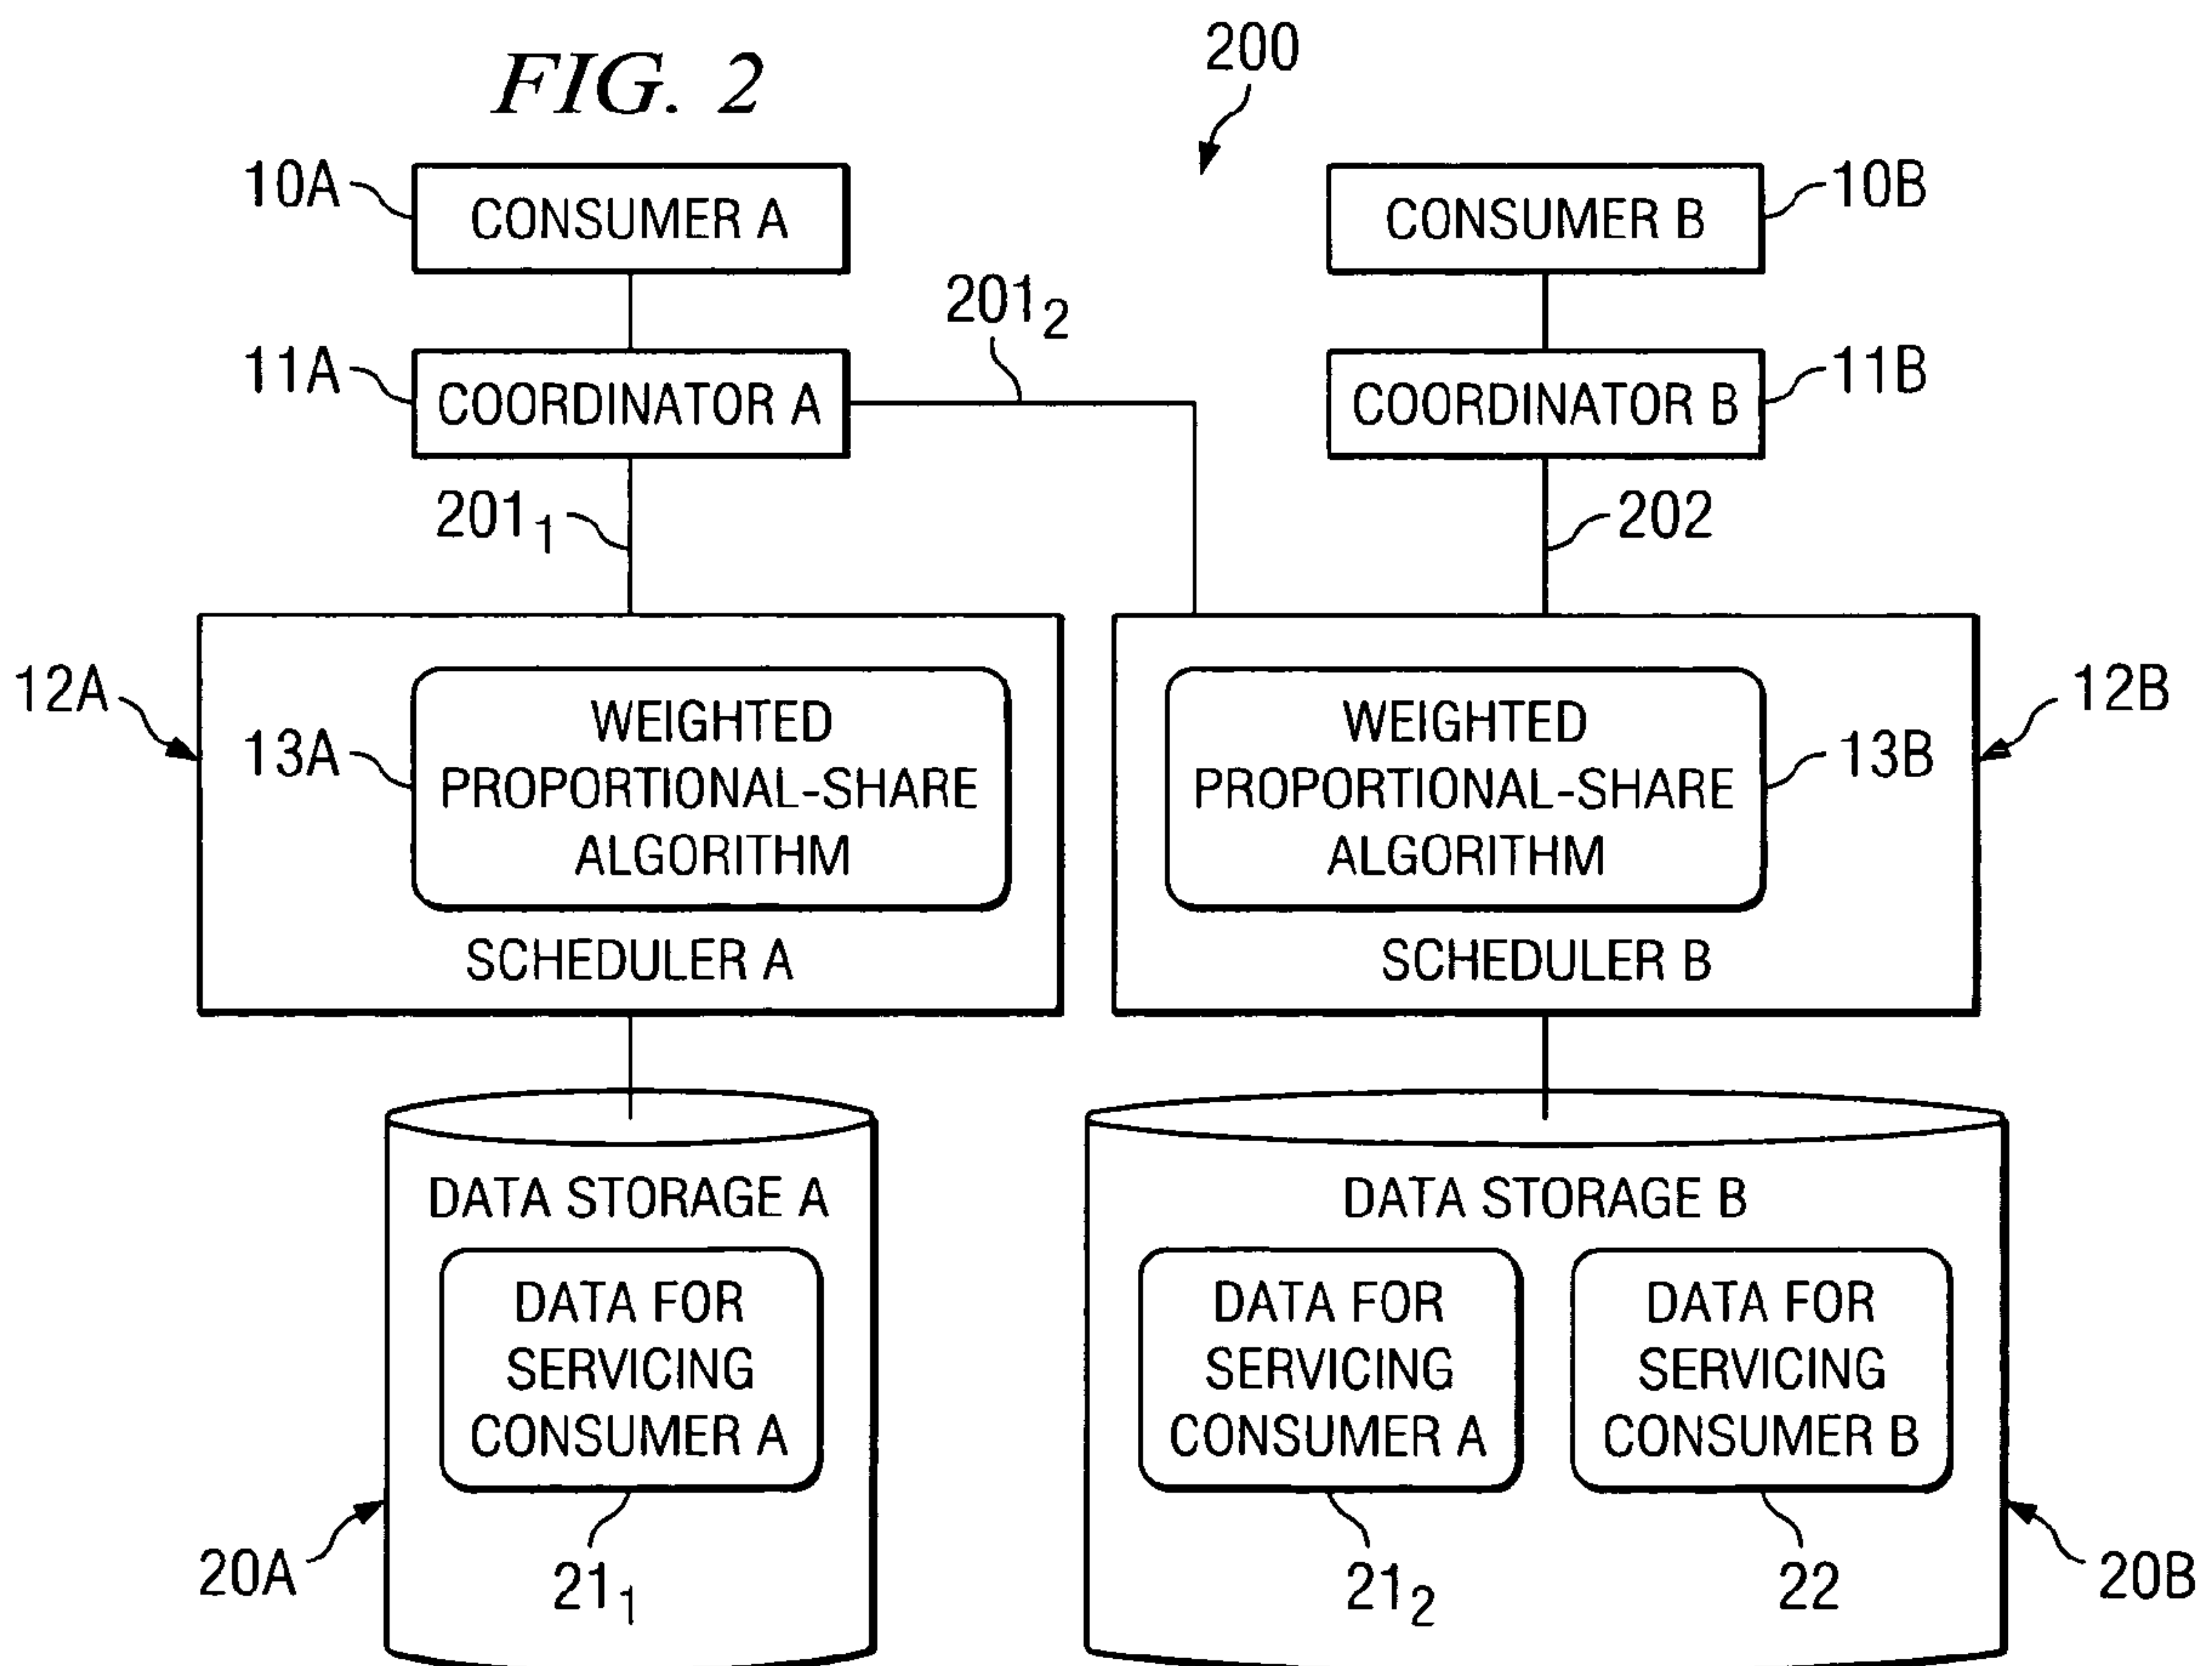 FIG. 2
200
10A
CONSUMER A
CONSUMER B
10B
201₂
11A
COORDINATOR A
COORDINATOR B
11B
201₁
202
12A
13A
WEIGHTED
PROPORTIONAL-SHARE
ALGORITHM
SCHEDULER A
WEIGHTED
PROPORTIONAL-SHARE
ALGORITHM
SCHEDULER B
13B
12B
DATA STORAGE A
DATA FOR
SERVICING
CONSUMER A
DATA STORAGE B
DATA FOR
SERVICING
CONSUMER A
DATA FOR
SERVICING
CONSUMER B
20A
21₁
21₂
22
20B